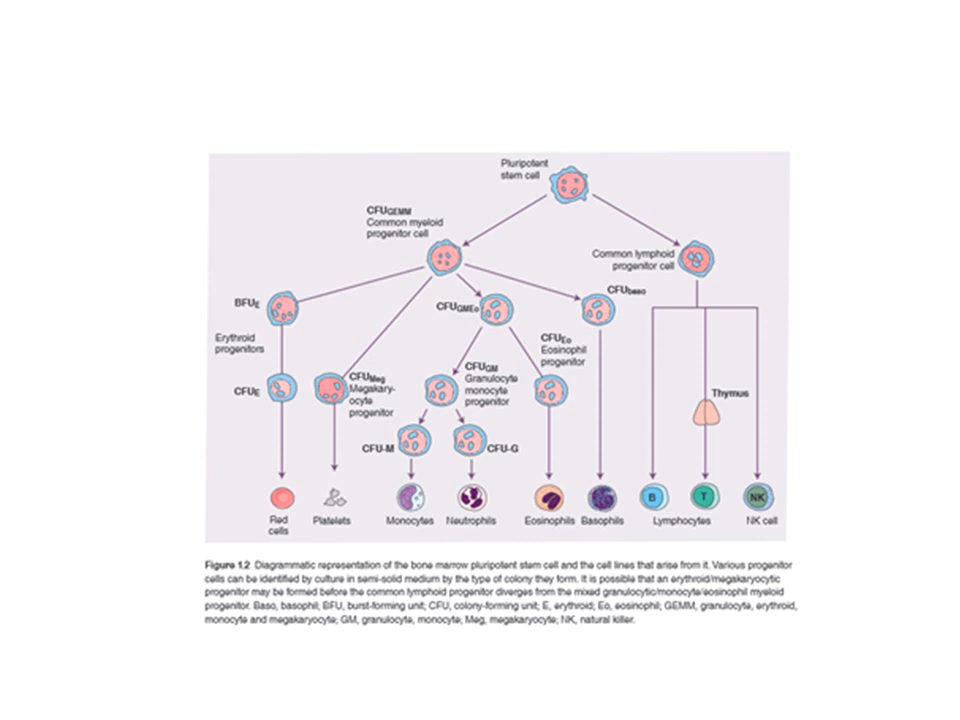 Pluripotent
stem cell
CFUGEMM
Common myeloid
progenitor cell
Common lymphoid
progenitor cell
BFUE
CFUGMEo
CFUbaso
Erythroid
progenitors
CFUEo
Eosinophil
progenitor
CFUE
CFUMeg
Megakary-
ocyte
progenitor
CFUGM
Granulocyte
monocyte
progenitor
Thymus
CFU-M
CFU-G
B
T
NK
Red
cells
Platelets
Monocytes
Neutrophils
Eosinophils
Basophils
Lymphocytes
NK cell
Figure 1.2 Diagrammatic representation of the bone marrow pluripotent stem cell and the cell lines that arise from it. Various progenitor
cells can be identified by culture in semi-solid medium by the type of colony they form. It is possible that an erythroid/megakaryocytic
progenitor may be formed before the common lymphoid progenitor diverges from the mixed granulocytic/monocyte/eosinophil myeloid
progenitor. Baso, basophil; BFU, burst-forming unit; CFU, colony-forming unit; E, erythroid; Eo, eosinophil; GEMM, granulocyte, erythroid,
monocyte and megakaryocyte; GM, granulocyte, monocyte; Meg, megakaryocyte; NK, natural killer.